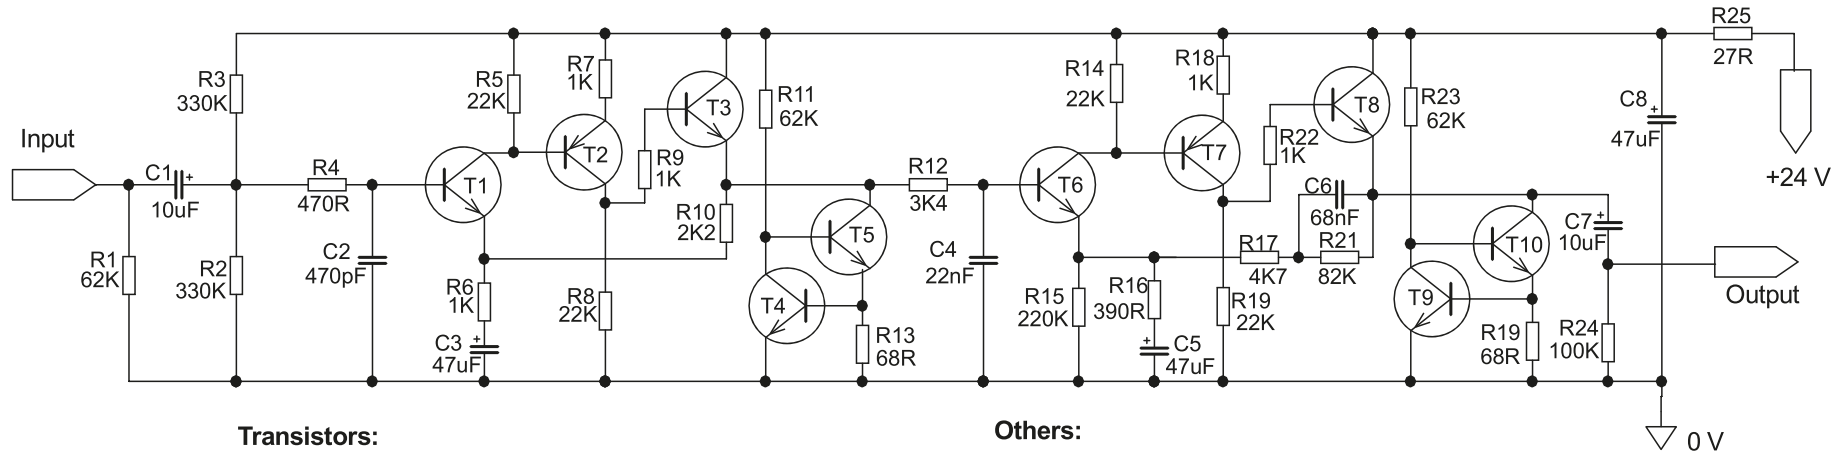 Input
R1
62K
C1
+
10uF
R3
330K
R2
330K
R4
470R
C2
470pF
T1
R5
22K
R6
1K
C3
+
47uF
R7
1K
T2
R8
22K
R9
1K
T3
R10
2K2
R11
62K
T5
T4
R13
68R
R12
3K4
C4
22nF
T6
R14
22K
R15
220K
R16
390R
C5
+
47uF
R18
1K
T7
R19
22K
R17
4K7
R22
1K
T8
C6
68nF
R21
82K
R23
62K
T10
T9
R19
68R
C7
+
10uF
R24
100K
C8
+
47uF
R25
27R
+24 V
Output
0 V
Transistors:
Others: